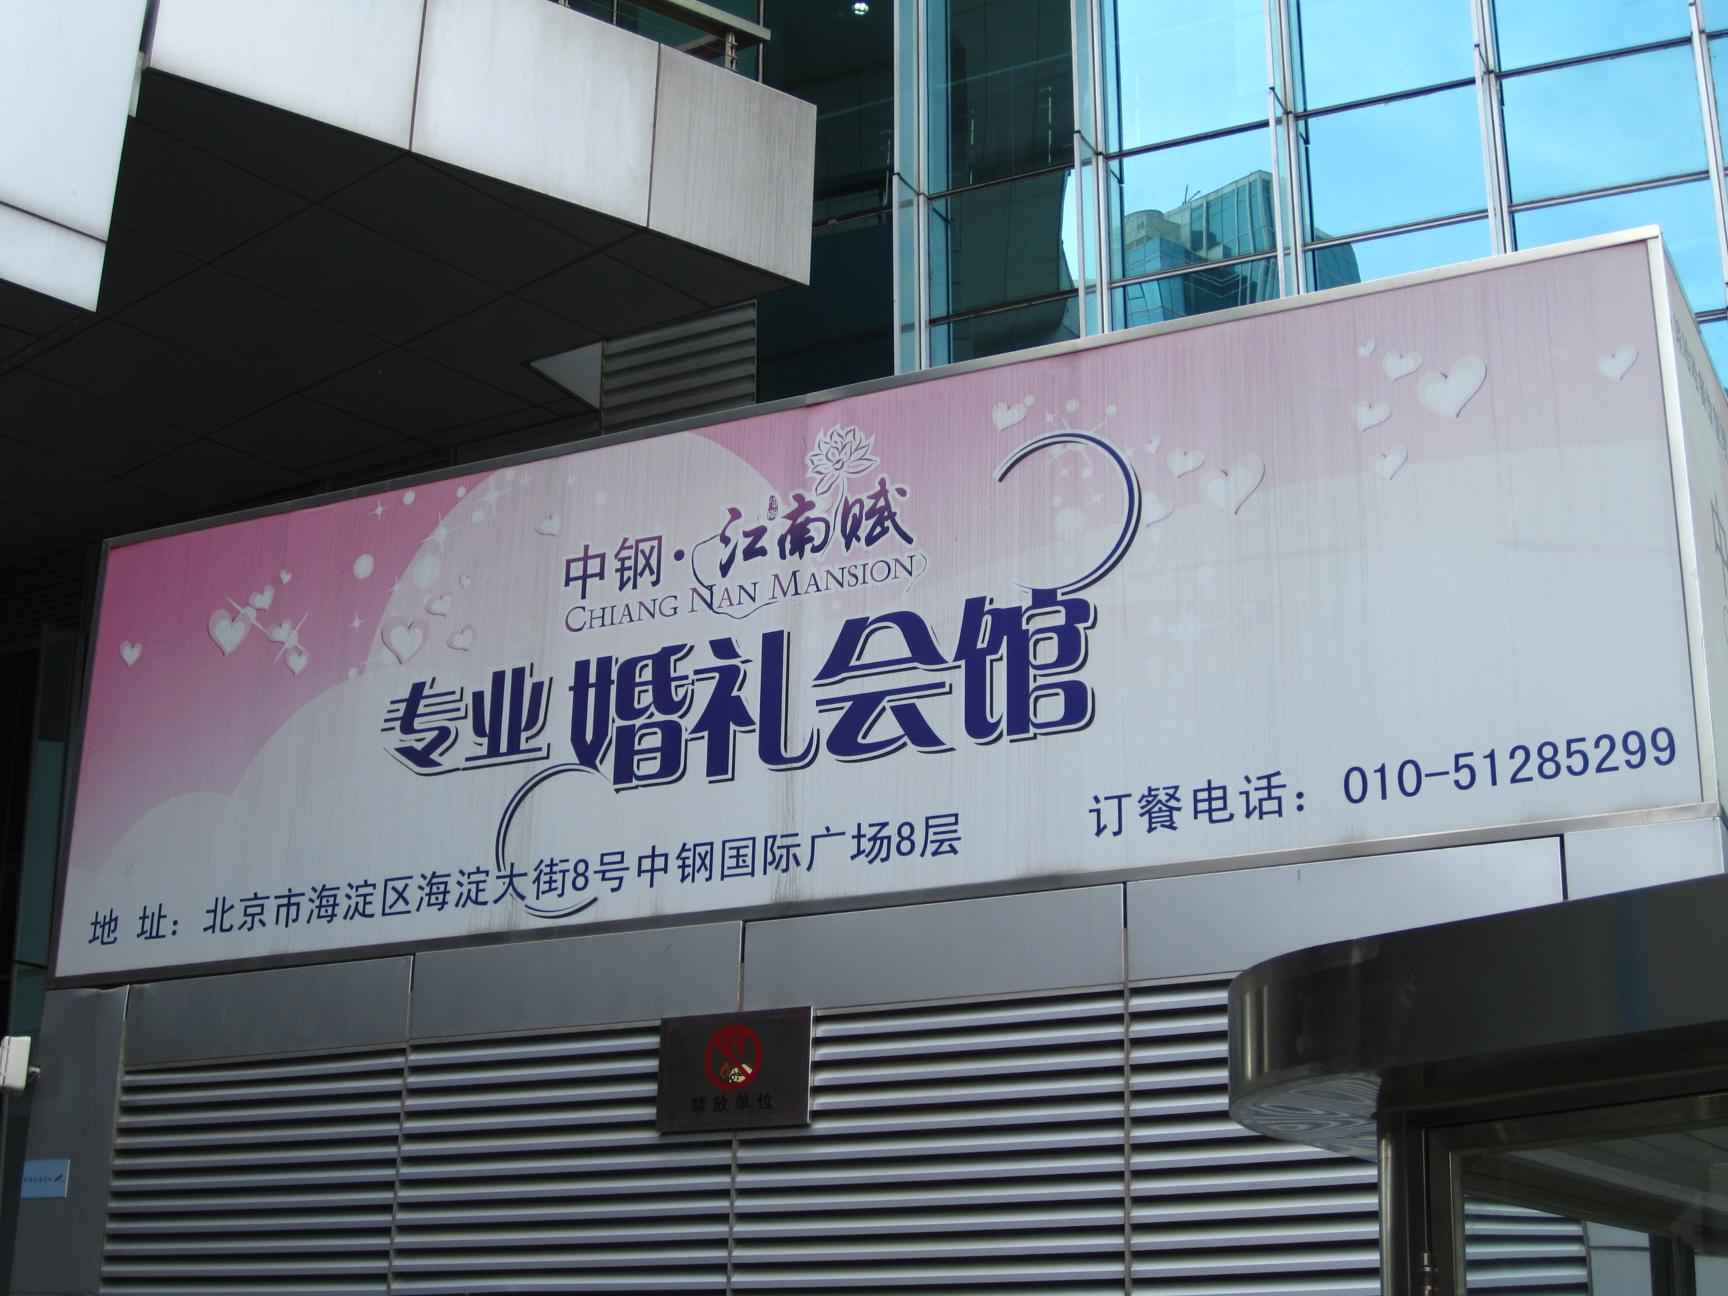 中钢·江南赋
CHIANG NAN MANSION
专业婚礼会馆
地 址：北京市海淀区海淀大街8号中钢国际广场8层
订餐电话：010-51285299
禁放单位